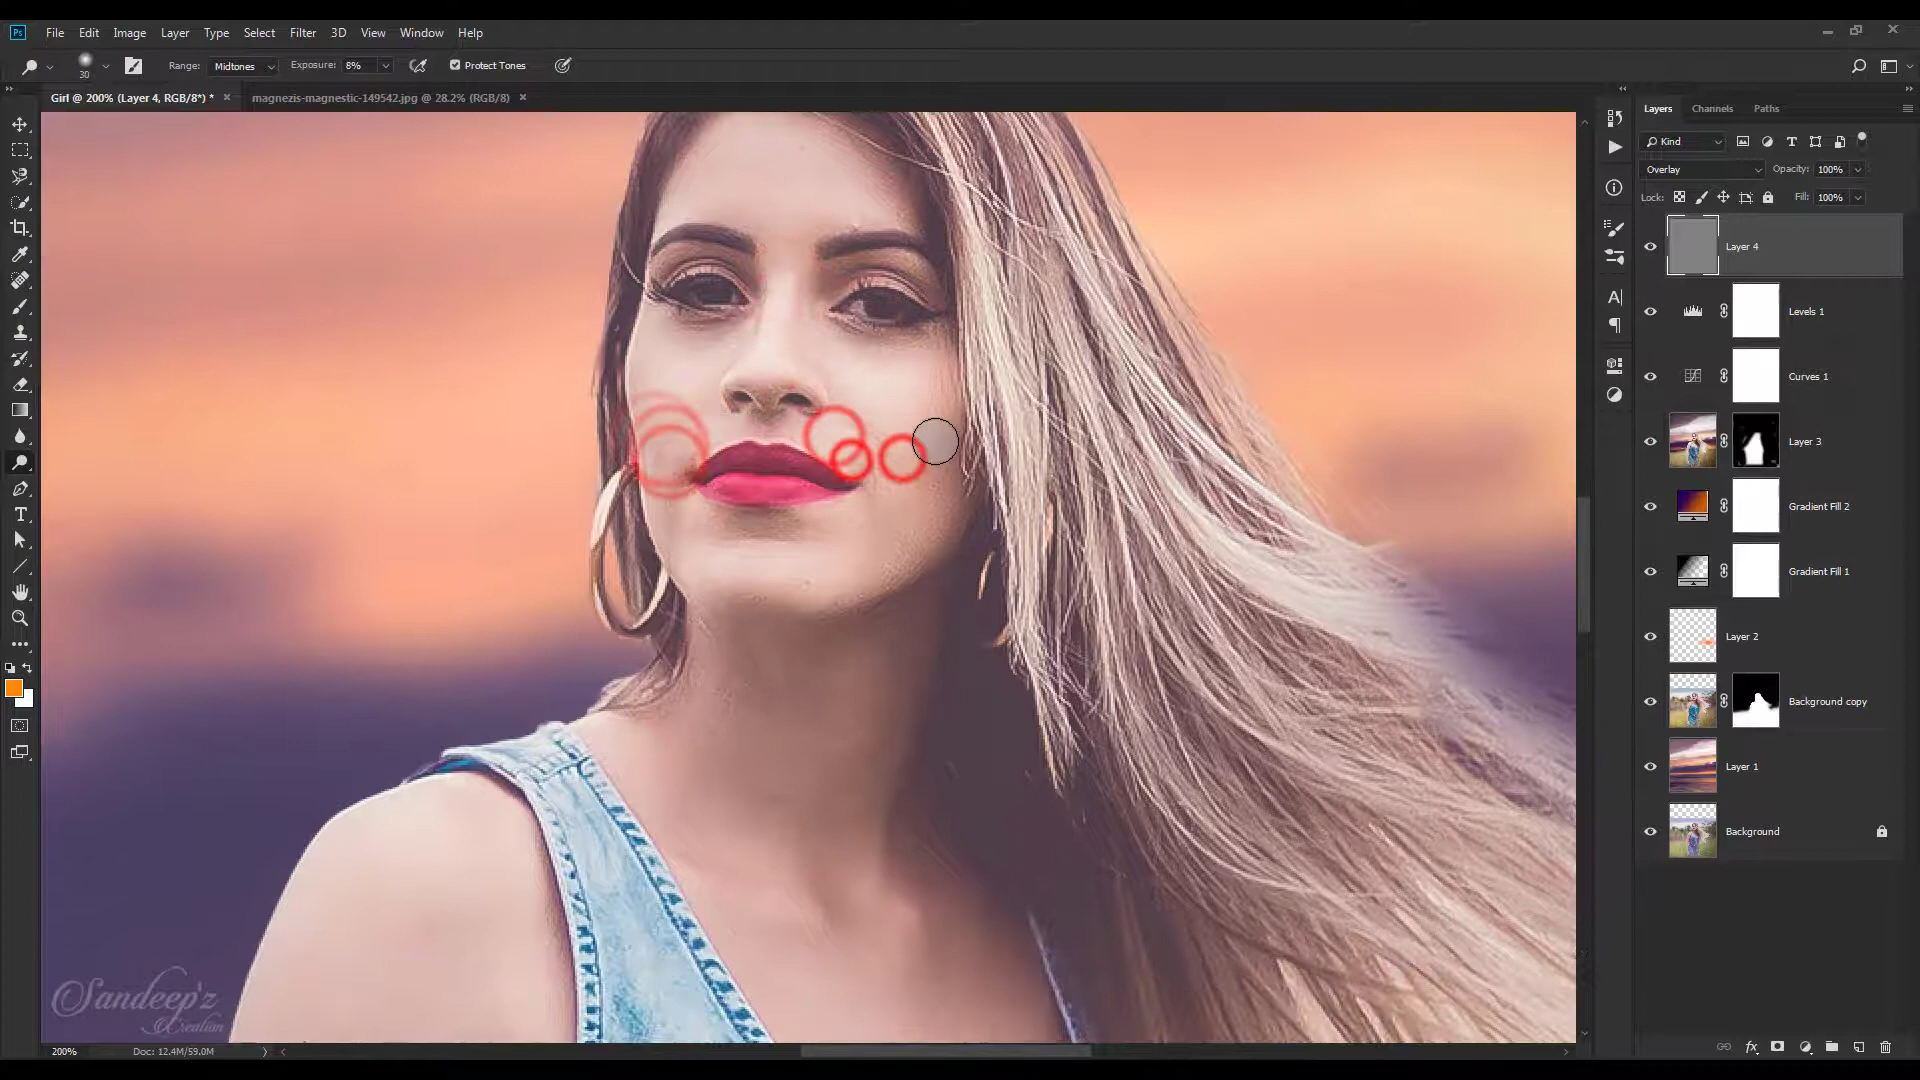 Ps File Edit Image Layer Type Select Filter 3D View Window Help
30 Range: Midtones Exposure: 8% Protect Tones
Girl @ 200% (Layer 4, RGB/8*) * magnezis-magnestic-149542.jpg @ 28.2% (RGB/8)
Layers Channels Paths
Kind
Overlay Opacity: 100%
Lock: Fill: 100%
Layer 4
Levels 1
Curves 1
Layer 3
Gradient Fill 2
Gradient Fill 1
Layer 2
Background copy
Layer 1
Background
Sandeep'z
Creation
200% Doc: 12.4M/59.0M
fx